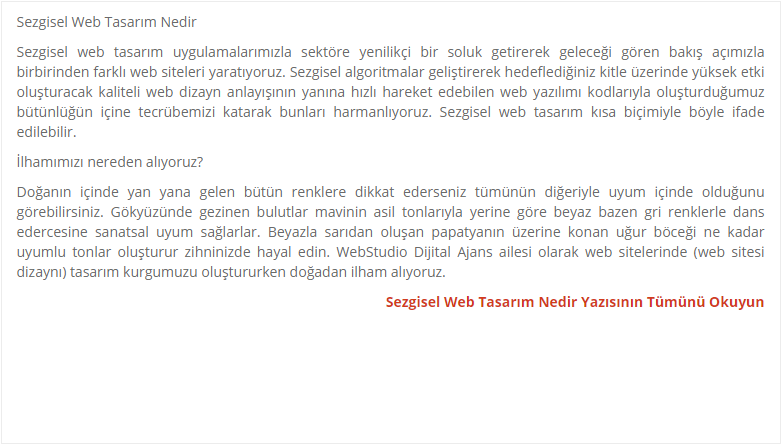 Sezgisel Web Tasarım Nedir
Sezgisel web tasarım uygulamalarımızla sektöre yenilikçi bir soluk getirerek geleceği gören bakış açımızla
birbirinden farklı web siteleri yaratıyoruz. Sezgisel algoritmalar geliştirerek hedeflediğiniz kitle üzerinde yüksek etki
oluşturacak kaliteli web dizayn anlayışının yanına hızlı hareket edebilen web yazılımı kodlarıyla oluşturduğumuz
bütünlüğün içine tecrübemizi katarak bunları harmanlıyoruz. Sezgisel web tasarım kısa biçimiyle böyle ifade
edilebilir.
İlhamımızı nereden alıyoruz?
Doğanın içinde yan yana gelen bütün renklere dikkat ederseniz tümünün diğeriyle uyum içinde olduğunu
görebilirsiniz. Gökyüzünde gezinen bulutlar mavinin asil tonlarıyla yerine göre beyaz bazen gri renklerle dans
edercesine sanatsal uyum sağlarlar. Beyazla sarıdan oluşan papatyanın üzerine konan uğur böceği ne kadar
uyumlu tonlar oluşturur zihninizde hayal edin. WebStudio Dijital Ajans ailesi olarak web sitelerinde (web sitesi
dizaynı) tasarım kurgumuzu oluştururken doğadan ilham alıyoruz.
Sezgisel Web Tasarım Nedir Yazısının Tümünü Okuyun